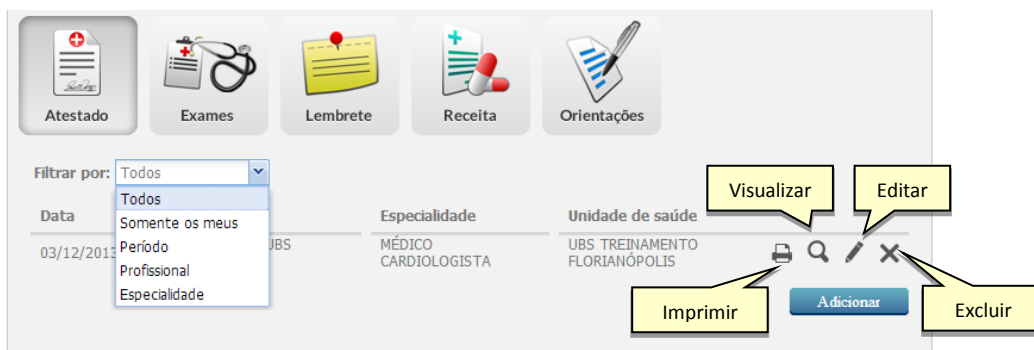 Atestado
Exames
Lembrete
Receita
Orientações
Filtrar por: Todos
Todos
Somente os meus
Período
Profissional
Especialidade
Data
Especialidade
Unidade de saúde
03/12/2013
UBS
MÉDICO
CARDIOLOGISTA
UBS TREINAMENTO
FLORIANÓPOLIS
Visualizar
Editar
Imprimir
Adicionar
Excluir